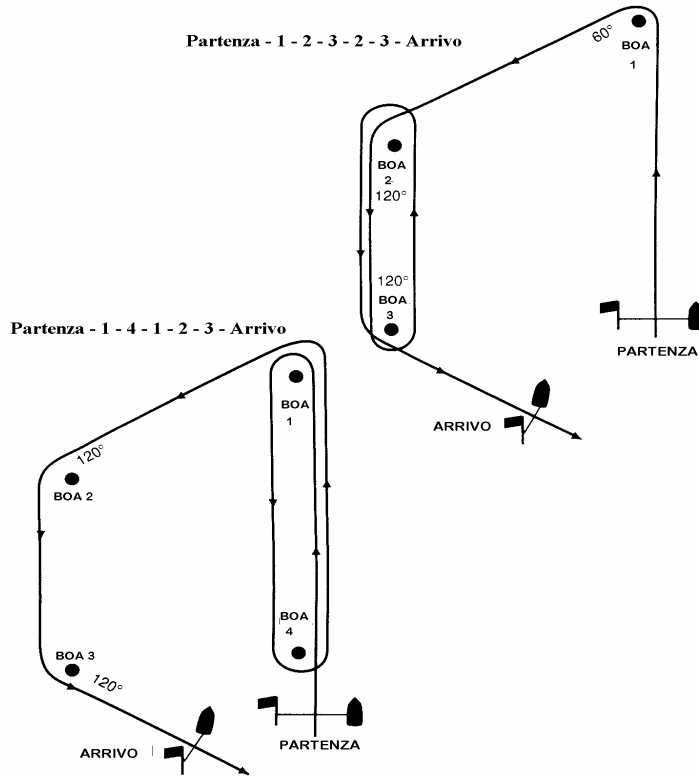 Partenza - 1 - 2 - 3 - 2 - 3 - Arrivo
60°
BOA
1
BOA
2
120°
120°
BOA
3
PARTENZA
ARRIVO
Partenza - 1 - 4 - 1 - 2 - 3 - Arrivo
BOA
1
120°
BOA 2
BOA
4
BOA 3
120°
PARTENZA
ARRIVO